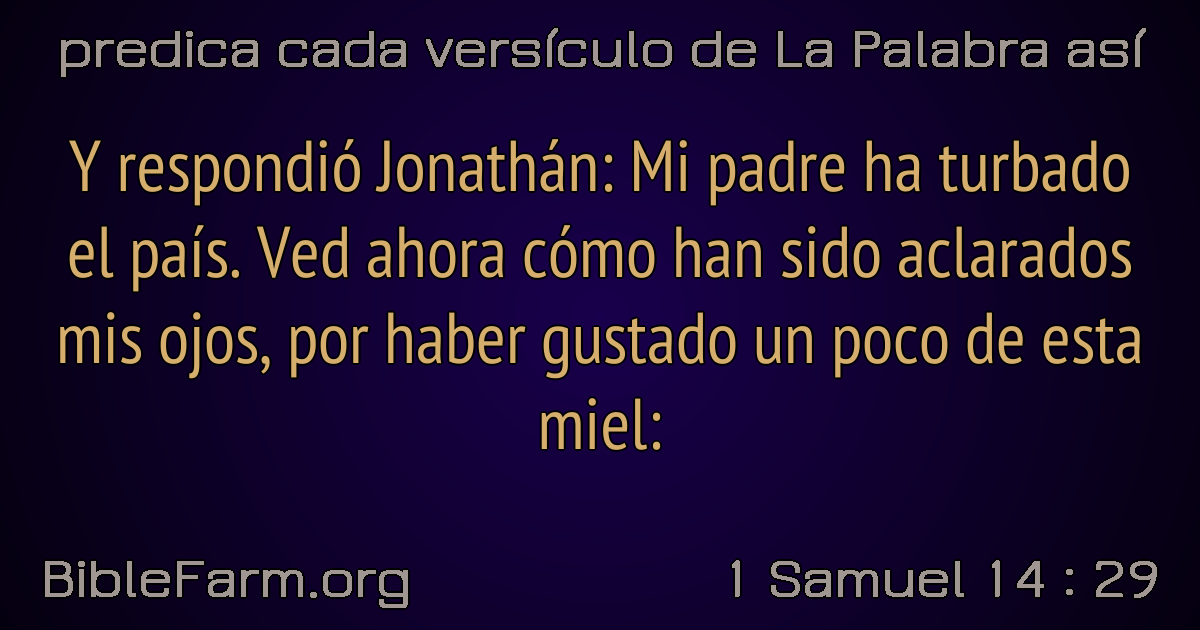 predica cada versículo de La Palabra así
Y respondió Jonathán: Mi padre ha turbado
el país. Ved ahora cómo han sido aclarados
mis ojos, por haber gustado un poco de esta
miel:
BibleFarm.org
1 Samuel 14 : 29